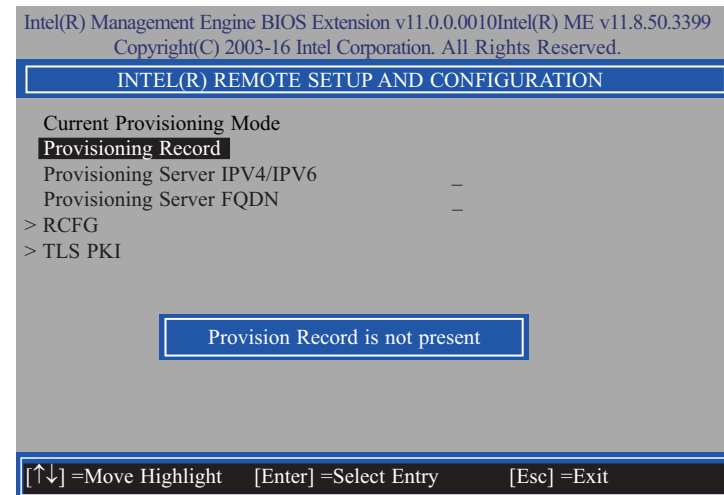 Intel(R) Management Engine BIOS Extension v11.0.0.0010Intel(R) ME v11.8.50.3399
Copyright(C) 2003-16 Intel Corporation. All Rights Reserved.
INTEL(R) REMOTE SETUP AND CONFIGURATION
Current Provisioning Mode
Provisioning Record
Provisioning Server IPV4/IPV6 _
Provisioning Server FQDN _
> RCFG
> TLS PKI
Provision Record is not present
[↑↓] =Move Highlight [Enter] =Select Entry [Esc] =Exit